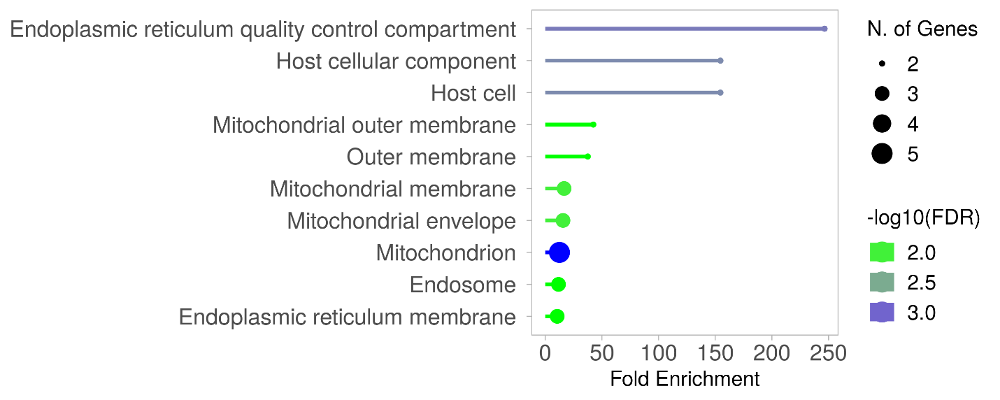 Endoplasmic reticulum quality control compartment
Host cellular component
Host cell
Mitochondrial outer membrane
Outer membrane
Mitochondrial membrane
Mitochondrial envelope
Mitochondrion
Endosome
Endoplasmic reticulum membrane
0 50 100 150 200 250
Fold Enrichment
N. of Genes
2
3
4
5
-log10(FDR)
2.0
2.5
3.0